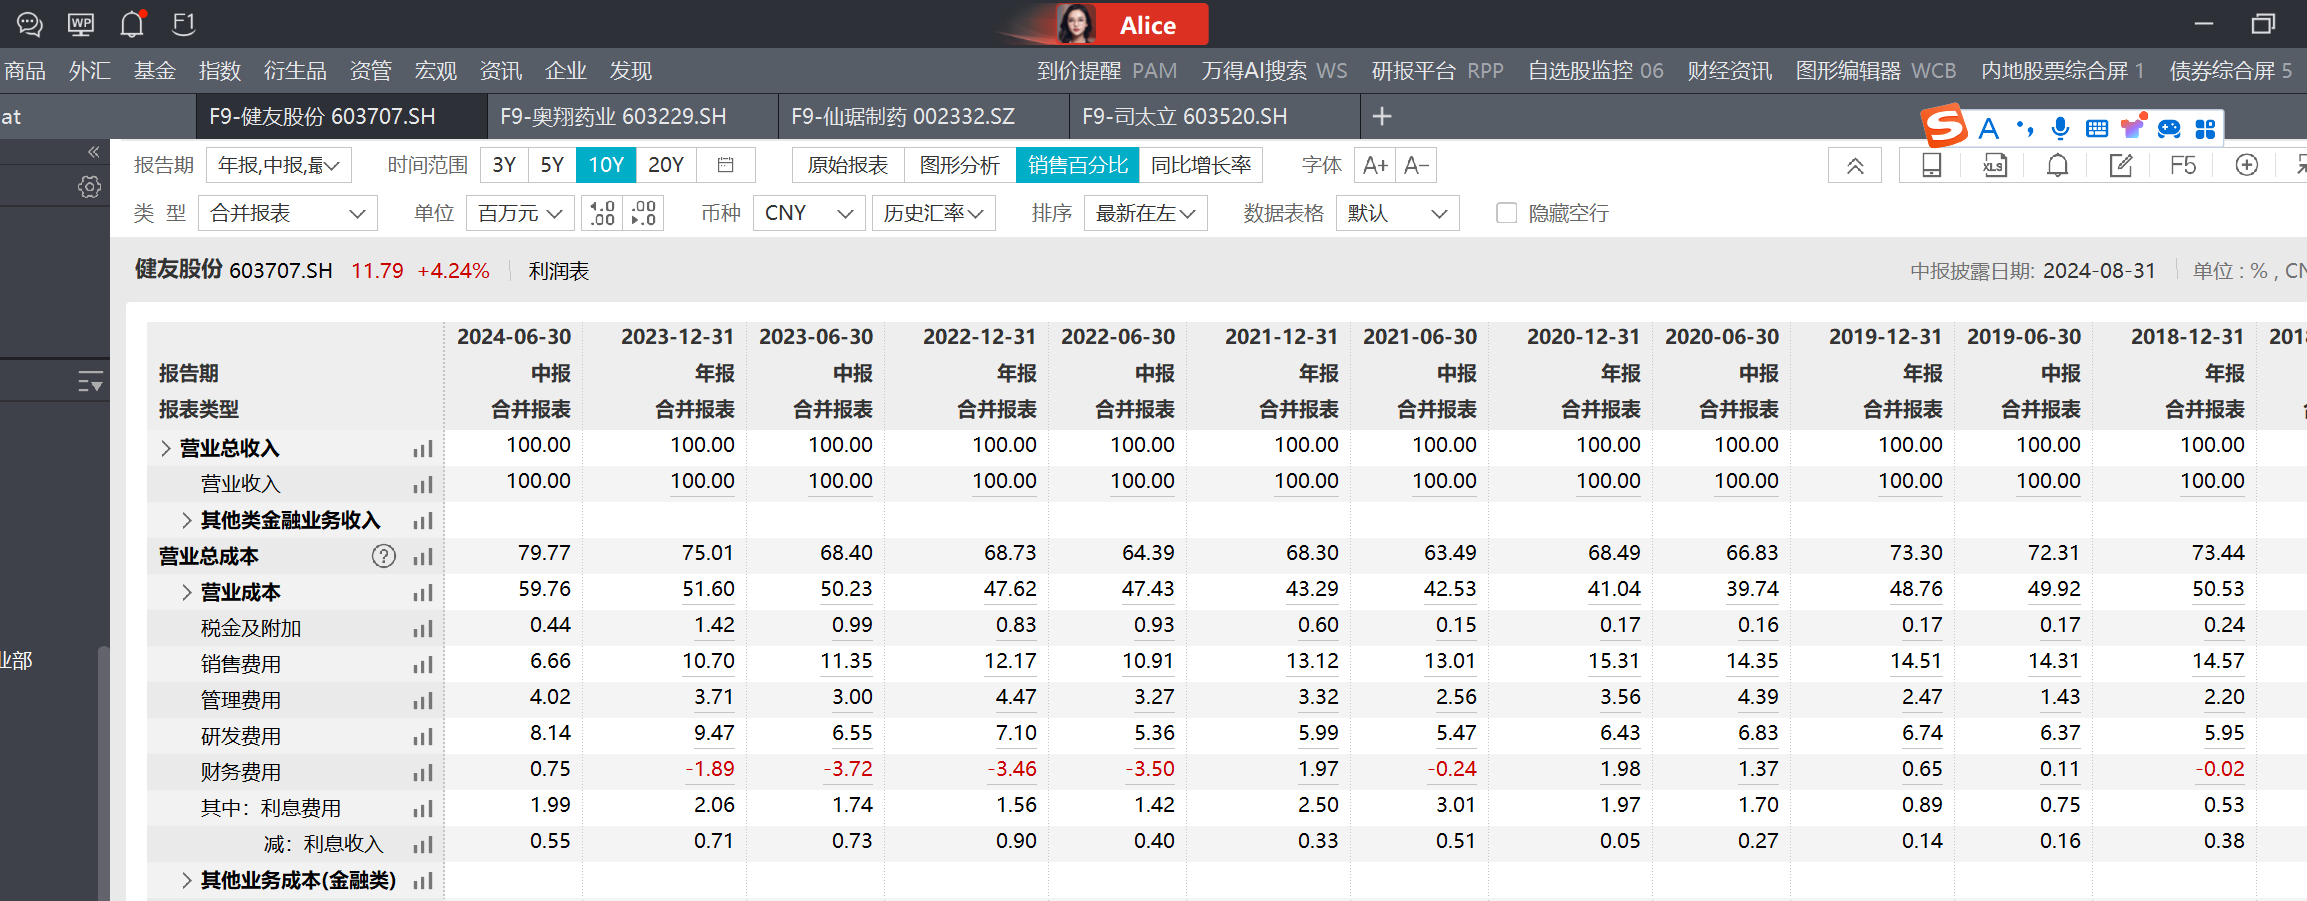 WP F1 Alice
商品 外汇 基金 指数 衍生品 资管 宏观 资讯 企业 发现 到价提醒 PAM 万得AI搜索 WS 研报平台 RPP 自选股监控 06 财经资讯 图形编辑器 WCB 内地股票综合屏 1 债券综合屏 5
at F9-健友股份 603707.SH F9-奥翔药业 603229.SH F9-仙琚制药 002332.SZ F9-司太立 603520.SH +
S A
报告期 年报,中报,最 时间范围 3Y 5Y 10Y 20Y 原始报表 图形分析 销售百分比 同比增长率 字体 A+ A- XLS F5
类 型 合并报表 单位 百万元 .0 .00 .00 .0 币种 CNY 历史汇率 排序 最新在左 数据表格 默认 隐藏空行
健友股份 603707.SH 11.79 +4.24% 利润表 中报披露日期: 2024-08-31 单位 : % , CN
2024-06-30 2023-12-31 2023-06-30 2022-12-31 2022-06-30 2021-12-31 2021-06-30 2020-12-31 2020-06-30 2019-12-31 2019-06-30 2018-12-31 2018
报告期 中报 年报 中报 年报 中报 年报 中报 年报 中报 年报 中报 年报
报表类型 合并报表 合并报表 合并报表 合并报表 合并报表 合并报表 合并报表 合并报表 合并报表 合并报表 合并报表 合并报表
营业总收入 100.00 100.00 100.00 100.00 100.00 100.00 100.00 100.00 100.00 100.00 100.00 100.00
营业收入 100.00 100.00 100.00 100.00 100.00 100.00 100.00 100.00 100.00 100.00 100.00 100.00
其他类金融业务收入
营业总成本 ? 79.77 75.01 68.40 68.73 64.39 68.30 63.49 68.49 66.83 73.30 72.31 73.44
营业成本 59.76 51.60 50.23 47.62 47.43 43.29 42.53 41.04 39.74 48.76 49.92 50.53
税金及附加 0.44 1.42 0.99 0.83 0.93 0.60 0.15 0.17 0.16 0.17 0.17 0.24
销售费用 6.66 10.70 11.35 12.17 10.91 13.12 13.01 15.31 14.35 14.51 14.31 14.57
业部
管理费用 4.02 3.71 3.00 4.47 3.27 3.32 2.56 3.56 4.39 2.47 1.43 2.20
研发费用 8.14 9.47 6.55 7.10 5.36 5.99 5.47 6.43 6.83 6.74 6.37 5.95
财务费用 0.75 -1.89 -3.72 -3.46 -3.50 1.97 -0.24 1.98 1.37 0.65 0.11 -0.02
其中：利息费用 1.99 2.06 1.74 1.56 1.42 2.50 3.01 1.97 1.70 0.89 0.75 0.53
减：利息收入 0.55 0.71 0.73 0.90 0.40 0.33 0.51 0.05 0.27 0.14 0.16 0.38
其他业务成本(金融类)